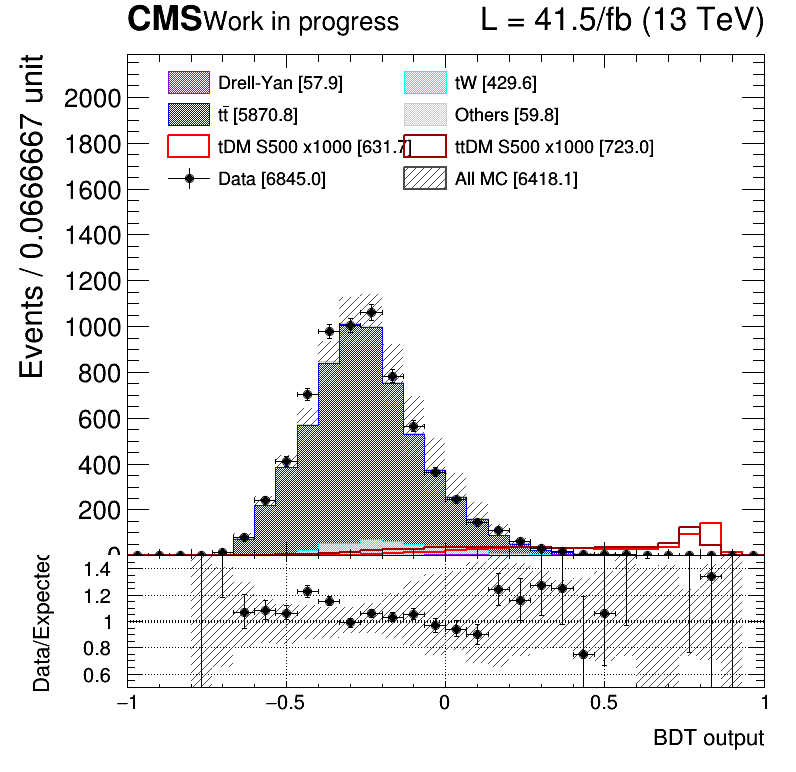 CMS Work in progress L = 41.5/fb (13 TeV)
Events / 0.0666667 unit
Drell-Yan [57.9] tW [429.6]
tt̄ [5870.8] Others [59.8]
tDM S500 x1000 [631.7] ttDM S500 x1000 [723.0]
Data [6845.0] All MC [6418.1]
2000
1800
1600
1400
1200
1000
800
600
400
200
0
Data/Expected
1.4
1.2
1
0.8
0.6
−1 −0.5 0 0.5 1
BDT output